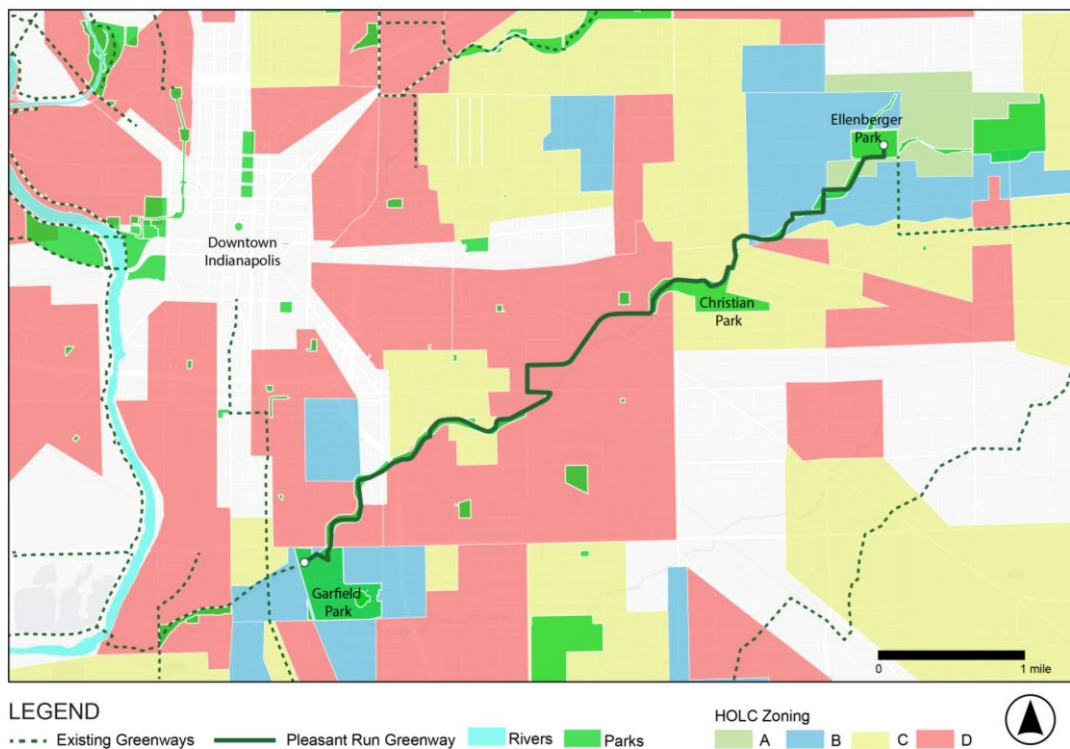 Ellenberger
Park
Downtown
Indianapolis
Christian
Park
Garfield
Park
0 1 mile
LEGEND
Existing Greenways
Pleasant Run Greenway
Rivers
Parks
HOLC Zoning
A
B
C
D